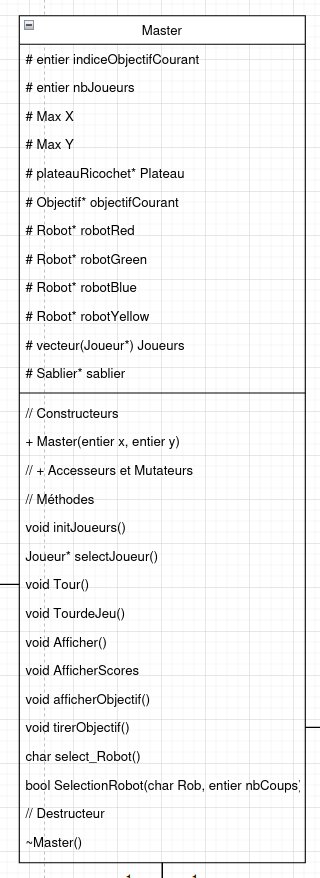 Master
# entier indiceObjectifCourant
# entier nbJoueurs
# Max X
# Max Y
# plateauRicochet* Plateau
# Objectif* objectifCourant
# Robot* robotRed
# Robot* robotGreen
# Robot* robotBlue
# Robot* robotYellow
# vecteur(Joueur*) Joueurs
# Sablier* sablier
// Constructeurs
+ Master(entier x, entier y)
// + Accesseurs et Mutateurs
// Méthodes
void initJoueurs()
Joueur* selectJoueur()
void Tour()
void TourdeJeu()
void Afficher()
void AfficherScores
void afficherObjectif()
void tirerObjectif()
char select_Robot()
bool SelectionRobot(char Rob, entier nbCoups)
// Destructeur
~Master()